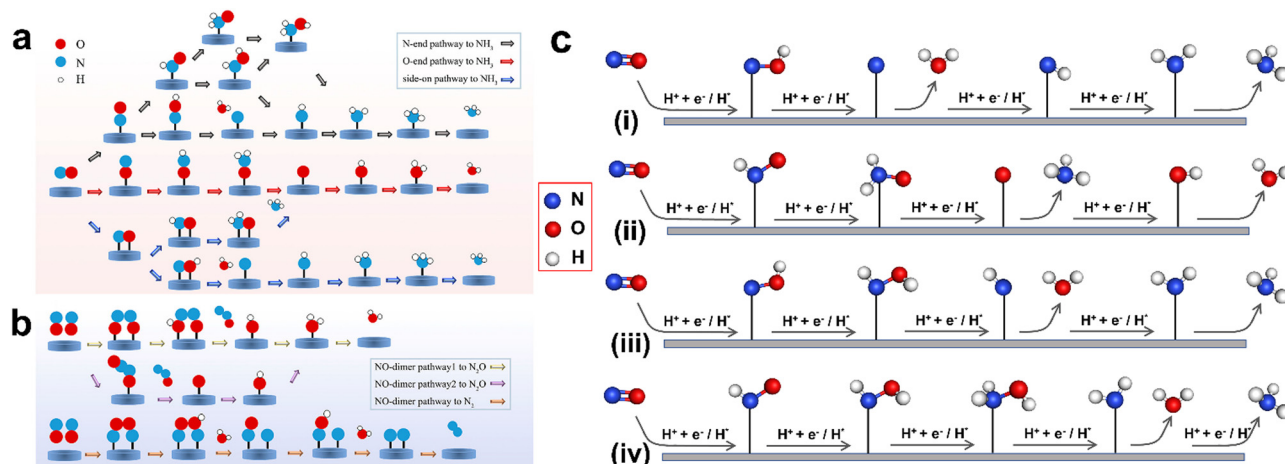 a
O
N
H
N-end pathway to NH₃
O-end pathway to NH₃
side-on pathway to NH₃
b
NO-dimer pathway1 to N₂O
NO-dimer pathway2 to N₂O
NO-dimer pathway to N₂
c
N
O
H
(i)
H⁺ + e⁻ / H*
H⁺ + e⁻ / H*
H⁺ + e⁻ / H*
H⁺ + e⁻ / H*
(ii)
H⁺ + e⁻ / H*
H⁺ + e⁻ / H*
H⁺ + e⁻ / H*
H⁺ + e⁻ / H*
(iii)
H⁺ + e⁻ / H*
H⁺ + e⁻ / H*
H⁺ + e⁻ / H*
H⁺ + e⁻ / H*
(iv)
H⁺ + e⁻ / H*
H⁺ + e⁻ / H*
H⁺ + e⁻ / H*
H⁺ + e⁻ / H*
H⁺ + e⁻ / H*